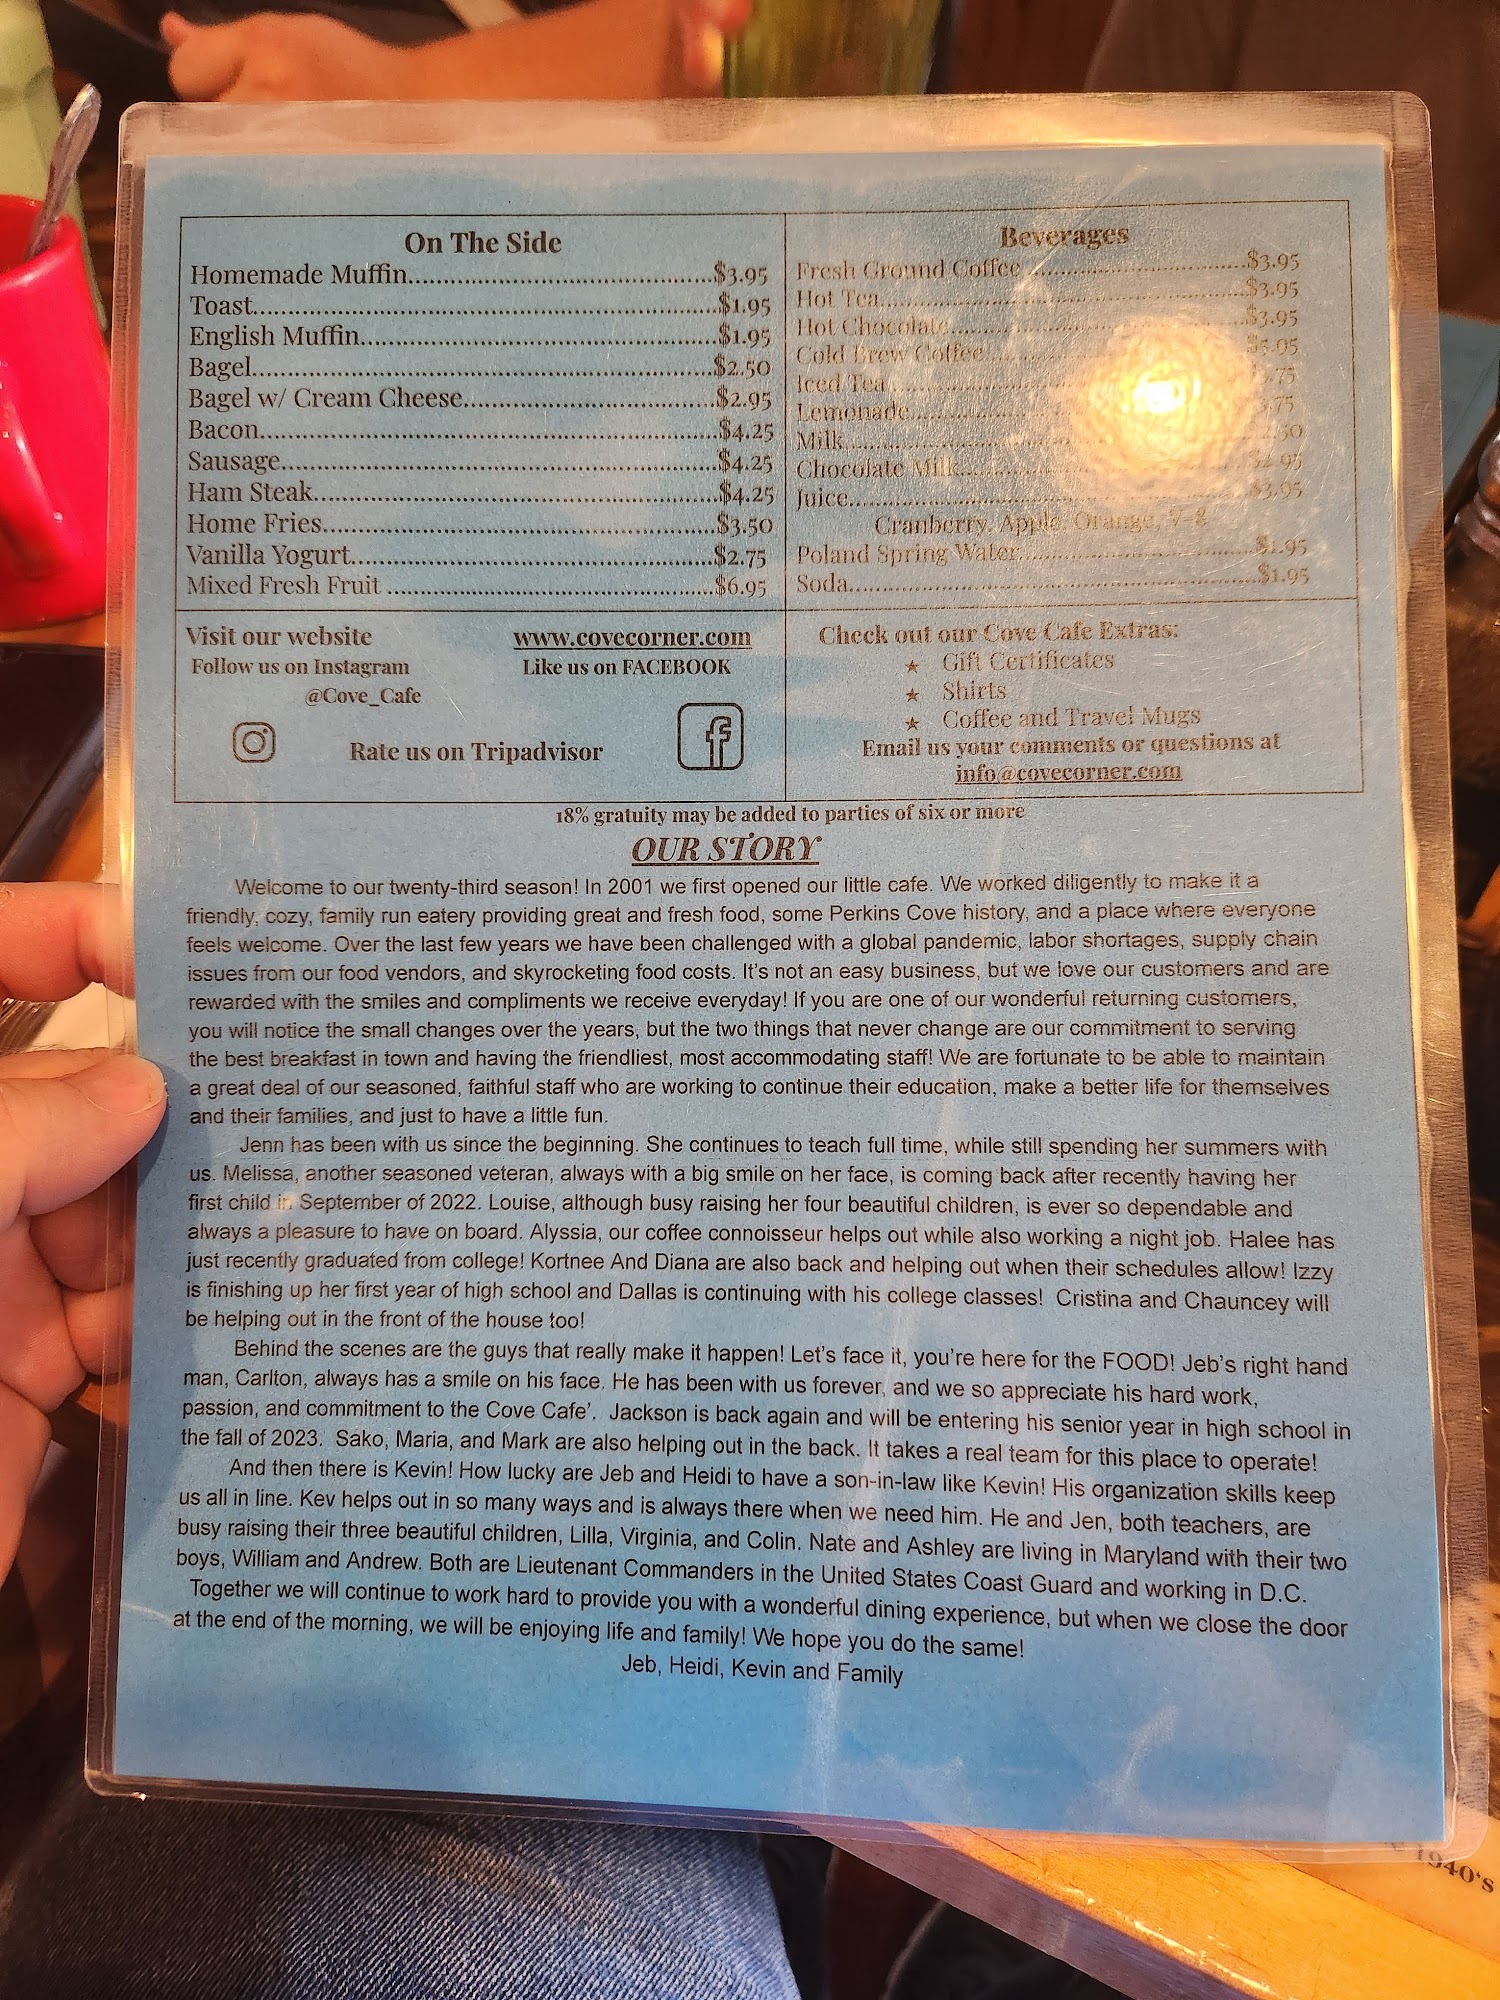 On The Side
Homemade Muffin..........$3.95
Toast..........$1.95
English Muffin..........$1.95
Bagel..........$2.50
Bagel w/ Cream Cheese..........$2.95
Bacon..........$4.25
Sausage..........$4.25
Ham Steak..........$4.25
Home Fries..........$3.50
Vanilla Yogurt..........$2.75
Mixed Fresh Fruit ..........$6.95
Beverages
Fresh Ground Coffee ..........$3.95
Hot Tea..........$3.95
Hot Chocolate..........$3.95
Cold Brew Coffee..........
Iced Tea..........
Lemonade..........
Milk..........
Chocolate Milk..........$2.95
Juice..........$3.95
Cranberry, Apple, Orange, V-8
Poland Spring Water..........$1.95
Soda..........$1.95
Visit our website www.covecorner.com
Follow us on Instagram Like us on FACEBOOK
@Cove_Cafe
Rate us on Tripadvisor
Check out our Cove Cafe Extras:
★ Gift Certificates
★ Shirts
★ Coffee and Travel Mugs
Email us your comments or questions at
info@covecorner.com
18% gratuity may be added to parties of six or more
OUR STORY
Welcome to our twenty-third season! In 2001 we first opened our little cafe. We worked diligently to make it a
friendly, cozy, family run eatery providing great and fresh food, some Perkins Cove history, and a place where everyone
feels welcome. Over the last few years we have been challenged with a global pandemic, labor shortages, supply chain
issues from our food vendors, and skyrocketing food costs. It's not an easy business, but we love our customers and are
rewarded with the smiles and compliments we receive everyday! If you are one of our wonderful returning customers,
you will notice the small changes over the years, but the two things that never change are our commitment to serving
the best breakfast in town and having the friendliest, most accommodating staff! We are fortunate to be able to maintain
a great deal of our seasoned, faithful staff who are working to continue their education, make a better life for themselves
and their families, and just to have a little fun.
Jenn has been with us since the beginning. She continues to teach full time, while still spending her summers with
us. Melissa, another seasoned veteran, always with a big smile on her face, is coming back after recently having her
first child in September of 2022. Louise, although busy raising her four beautiful children, is ever so dependable and
always a pleasure to have on board. Alyssia, our coffee connoisseur helps out while also working a night job. Halee has
just recently graduated from college! Kortnee And Diana are also back and helping out when their schedules allow! Izzy
is finishing up her first year of high school and Dallas is continuing with his college classes! Cristina and Chauncey will
be helping out in the front of the house too!
Behind the scenes are the guys that really make it happen! Let's face it, you're here for the FOOD! Jeb's right hand
man, Carlton, always has a smile on his face. He has been with us forever, and we so appreciate his hard work,
passion, and commitment to the Cove Cafe'. Jackson is back again and will be entering his senior year in high school in
the fall of 2023. Sako, Maria, and Mark are also helping out in the back. It takes a real team for this place to operate!
And then there is Kevin! How lucky are Jeb and Heidi to have a son-in-law like Kevin! His organization skills keep
us all in line. Kev helps out in so many ways and is always there when we need him. He and Jen, both teachers, are
busy raising their three beautiful children, Lilla, Virginia, and Colin. Nate and Ashley are living in Maryland with their two
boys, William and Andrew. Both are Lieutenant Commanders in the United States Coast Guard and working in D.C.
Together we will continue to work hard to provide you with a wonderful dining experience, but when we close the door
at the end of the morning, we will be enjoying life and family! We hope you do the same!
Jeb, Heidi, Kevin and Family
1940's